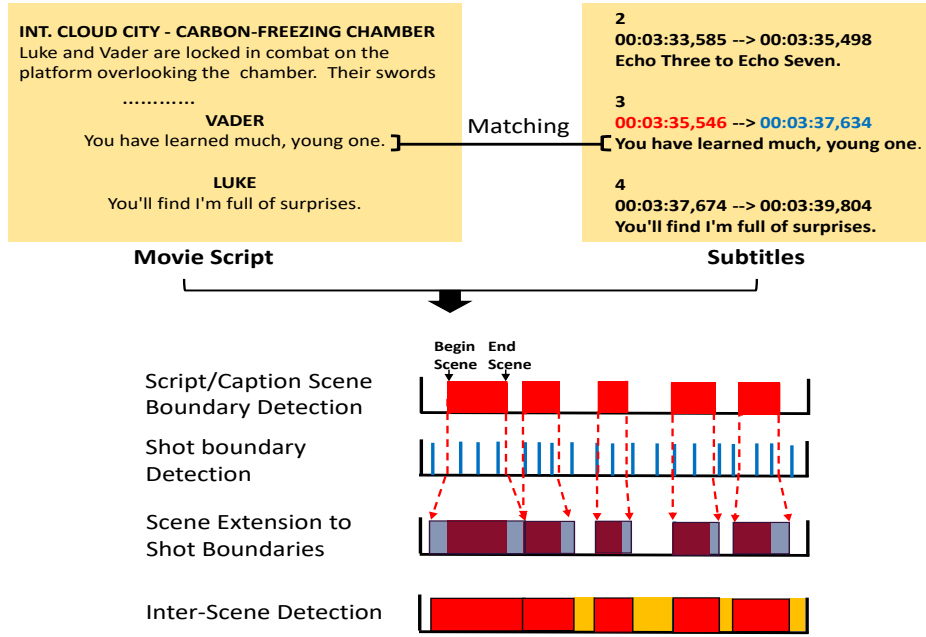 INT. CLOUD CITY - CARBON-FREEZING CHAMBER
Luke and Vader are locked in combat on the
platform overlooking the chamber. Their swords
............
VADER
You have learned much, young one.
LUKE
You'll find I'm full of surprises.
Matching
2
00:03:33,585 --> 00:03:35,498
Echo Three to Echo Seven.
3
00:03:35,546 --> 00:03:37,634
You have learned much, young one.
4
00:03:37,674 --> 00:03:39,804
You'll find I'm full of surprises.
Movie Script
Subtitles
Begin
Scene
End
Scene
Script/Caption Scene
Boundary Detection
Shot boundary
Detection
Scene Extension to
Shot Boundaries
Inter-Scene Detection